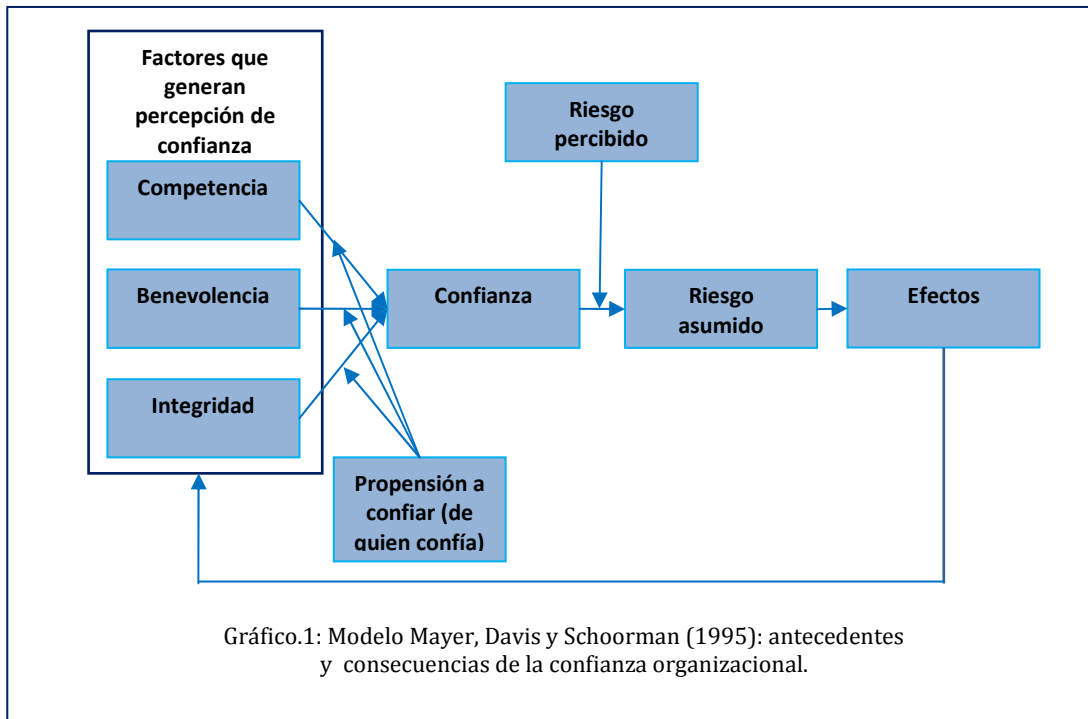 Factores que
generan
percepción de
confianza
Competencia
Benevolencia
Integridad
Propensión a
confiar (de
quien confía)
Confianza
Riesgo
percibido
Riesgo
asumido
Efectos
Gráfico.1: Modelo Mayer, Davis y Schoorman (1995): antecedentes
y consecuencias de la confianza organizacional.